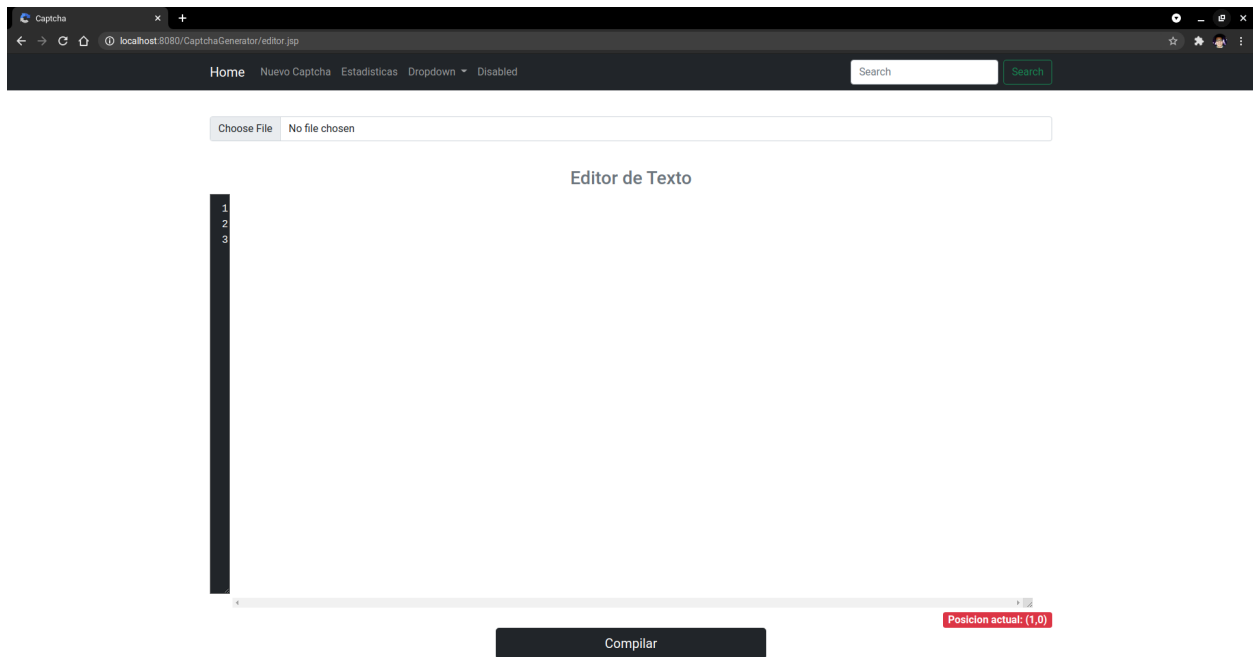 Captcha
localhost:8080/CaptchaGenerator/editor.jsp
Home Nuevo Captcha Estadisticas Dropdown Disabled Search Search
Choose File No file chosen
Editor de Texto
1
2
3
Posicion actual: (1,0)
Compilar